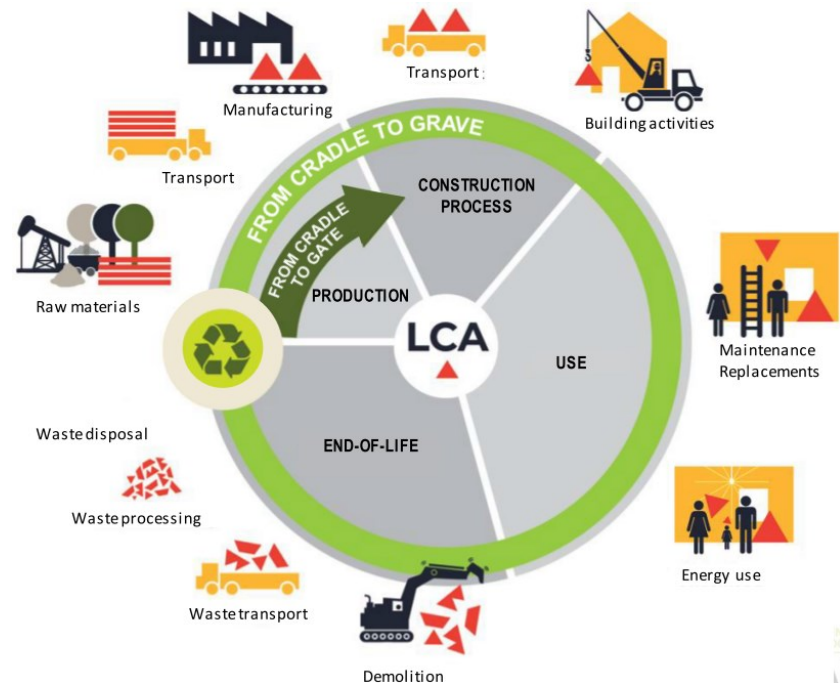 Manufacturing
Transport :
Building activities
Transport
Raw materials
FROM CRADLE TO GRAVE
FROM CRADLE
TO GATE
PRODUCTION
CONSTRUCTION
PROCESS
LCA
USE
END-OF-LIFE
Maintenance
Replacements
Energy use
Demolition
Waste transport
Waste processing
Waste disposal